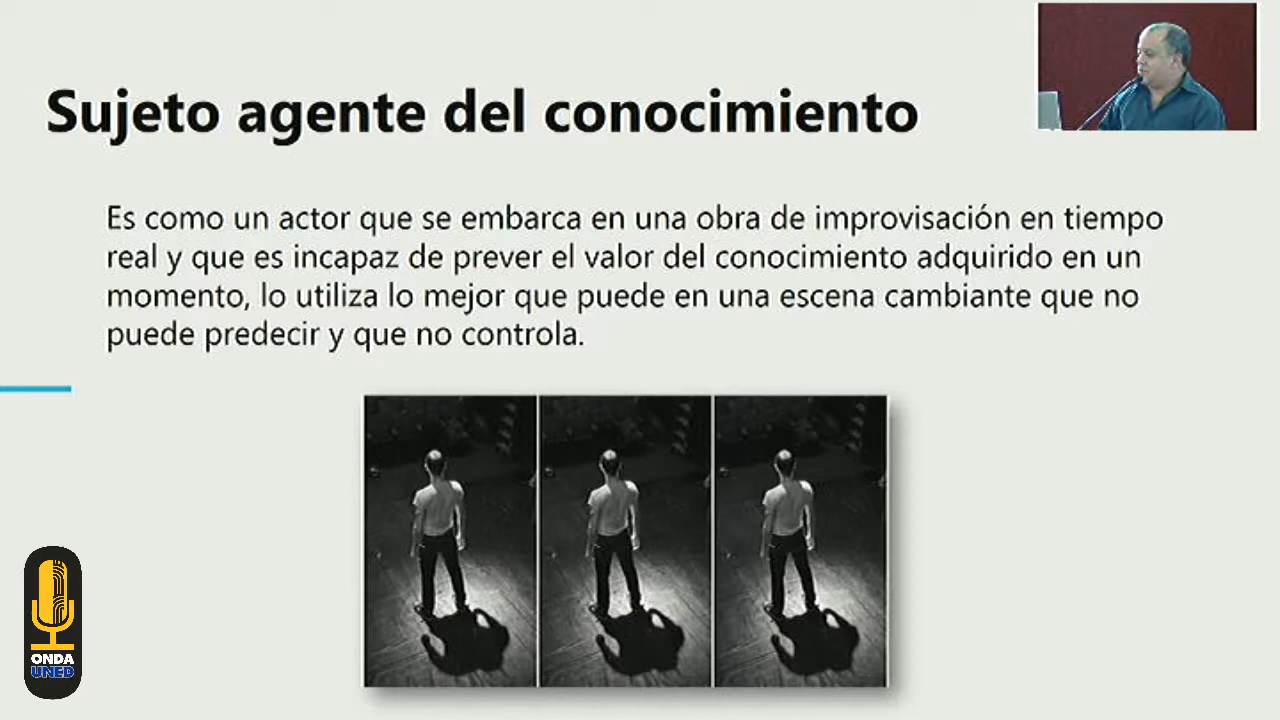 Sujeto agente del conocimiento
Es como un actor que se embarca en una obra de improvisación en tiempo
real y que es incapaz de prever el valor del conocimiento adquirido en un
momento, lo utiliza lo mejor que puede en una escena cambiante que no
puede predecir y que no controla.
ONDA
UNED